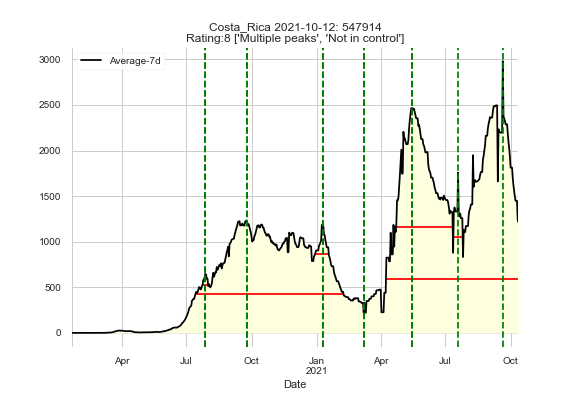 Costa_Rica 2021-10-12: 547914
Rating:8 ['Multiple peaks', 'Not in control']
Average-7d
3000
2500
2000
1500
1000
500
0
Apr Jul Oct Jan Apr Jul Oct
2021
Date